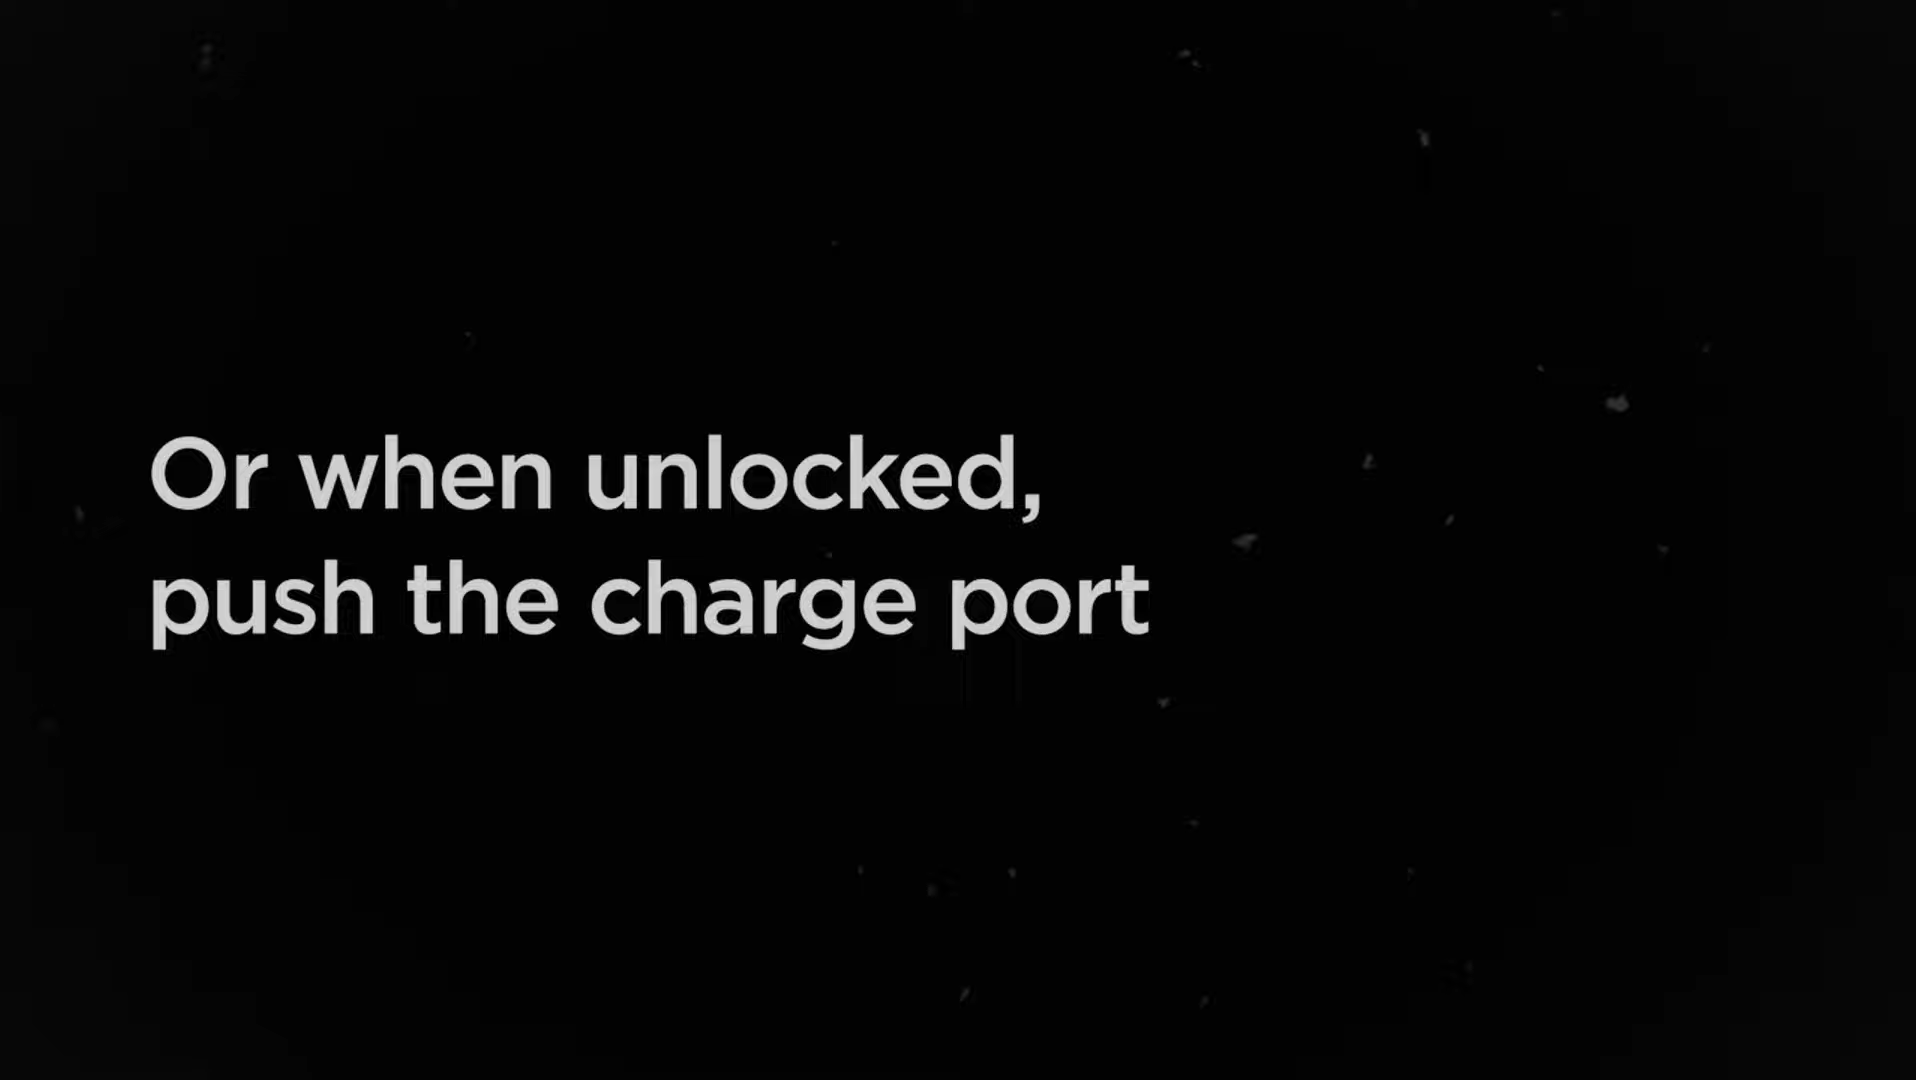 Or when unlocked,
push the charge port